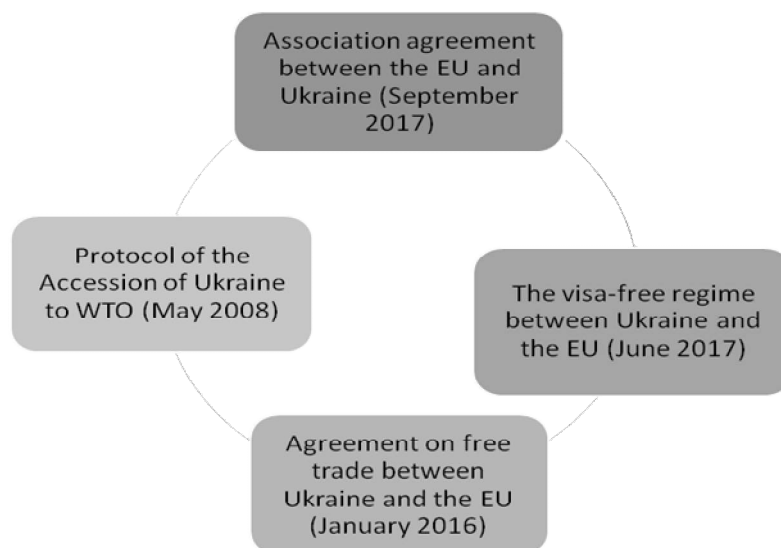 Association agreement
between the EU and
Ukraine (September
2017)
Protocol of the
Accession of Ukraine
to WTO (May 2008)
The visa-free regime
between Ukraine and
the EU (June 2017)
Agreement on free
trade between
Ukraine and the EU
(January 2016)